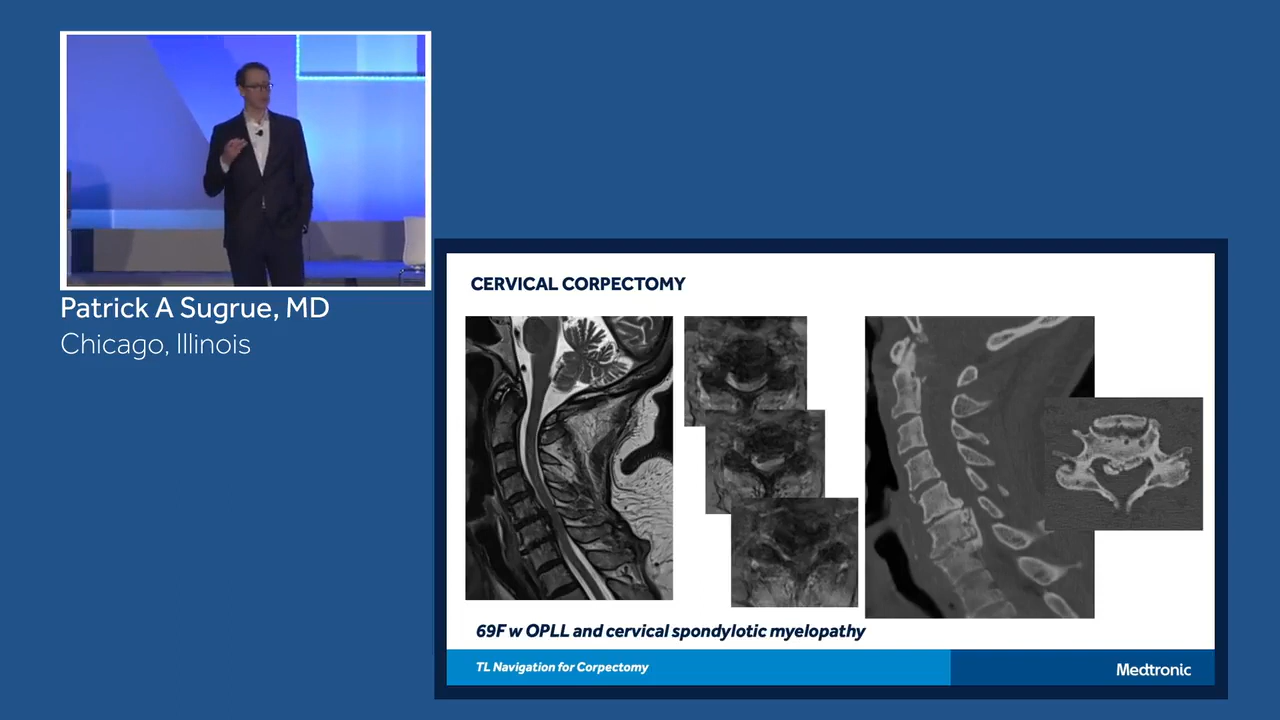 Patrick A Sugrue, MD
Chicago, Illinois
CERVICAL CORPECTOMY
69F w OPLL and cervical spondylotic myelopathy
TL Navigation for Corpectomy
Medtronic